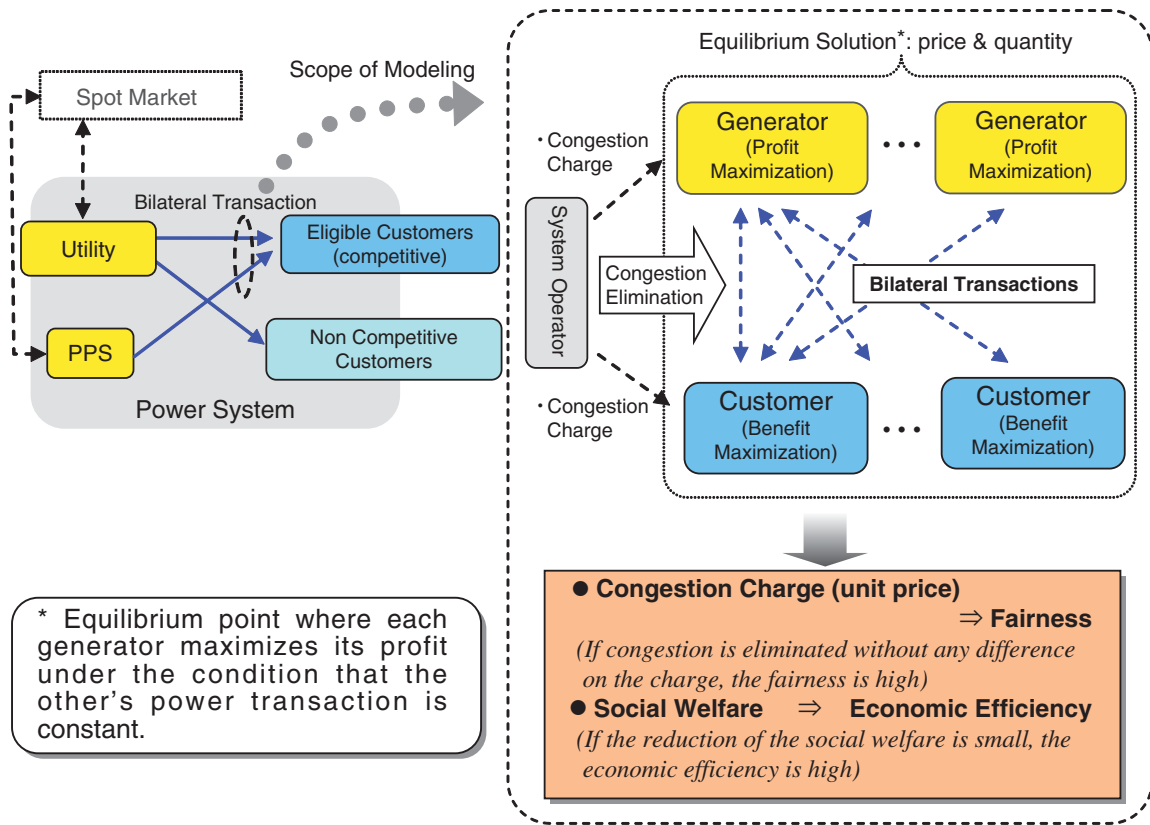 Scope of Modeling
Spot Market
Bilateral Transaction
Utility
Eligible Customers
(competitive)
PPS
Non Competitive
Customers
Power System
* Equilibrium point where each
generator maximizes its profit
under the condition that the
other's power transaction is
constant.
Equilibrium Solution*: price & quantity
・Congestion
Charge
Generator
(Profit
Maximization)
• • •
Generator
(Profit
Maximization)
System Operator
Congestion
Elimination
Bilateral Transactions
・Congestion
Charge
Customer
(Benefit
Maximization)
• • •
Customer
(Benefit
Maximization)
● Congestion Charge (unit price)
⇒ Fairness
(If congestion is eliminated without any difference
on the charge, the fairness is high)
● Social Welfare ⇒ Economic Efficiency
(If the reduction of the social welfare is small, the
economic efficiency is high)